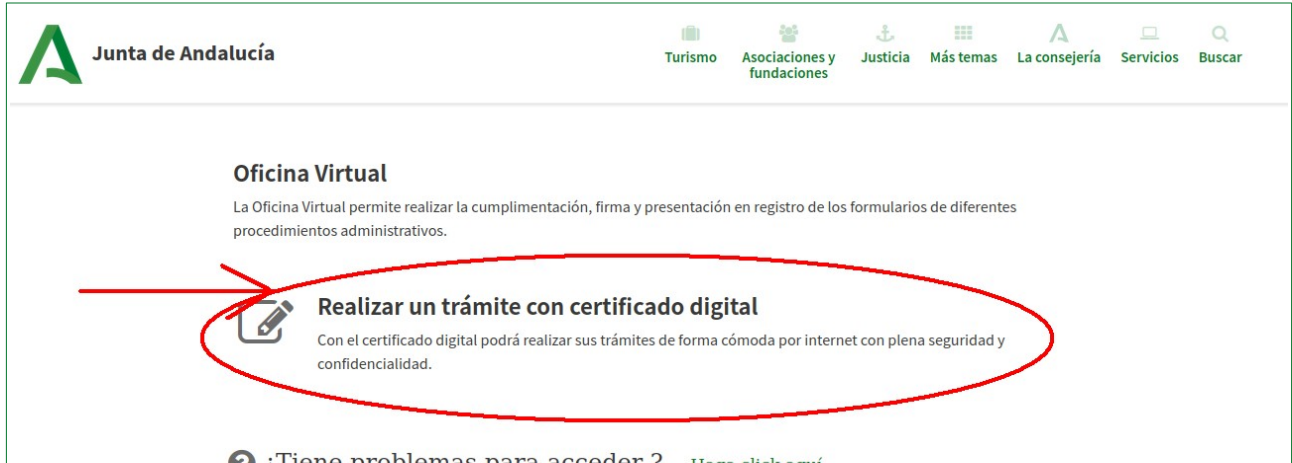 Junta de Andalucía
Turismo
Asociaciones y
fundaciones
Justicia
Más temas
La consejería
Servicios
Buscar
Oficina Virtual
La Oficina Virtual permite realizar la cumplimentación, firma y presentación en registro de los formularios de diferentes
procedimientos administrativos.
Realizar un trámite con certificado digital
Con el certificado digital podrá realizar sus trámites de forma cómoda por internet con plena seguridad y
confidencialidad.
¿Tiene problemas para acceder ? Haga click aquí